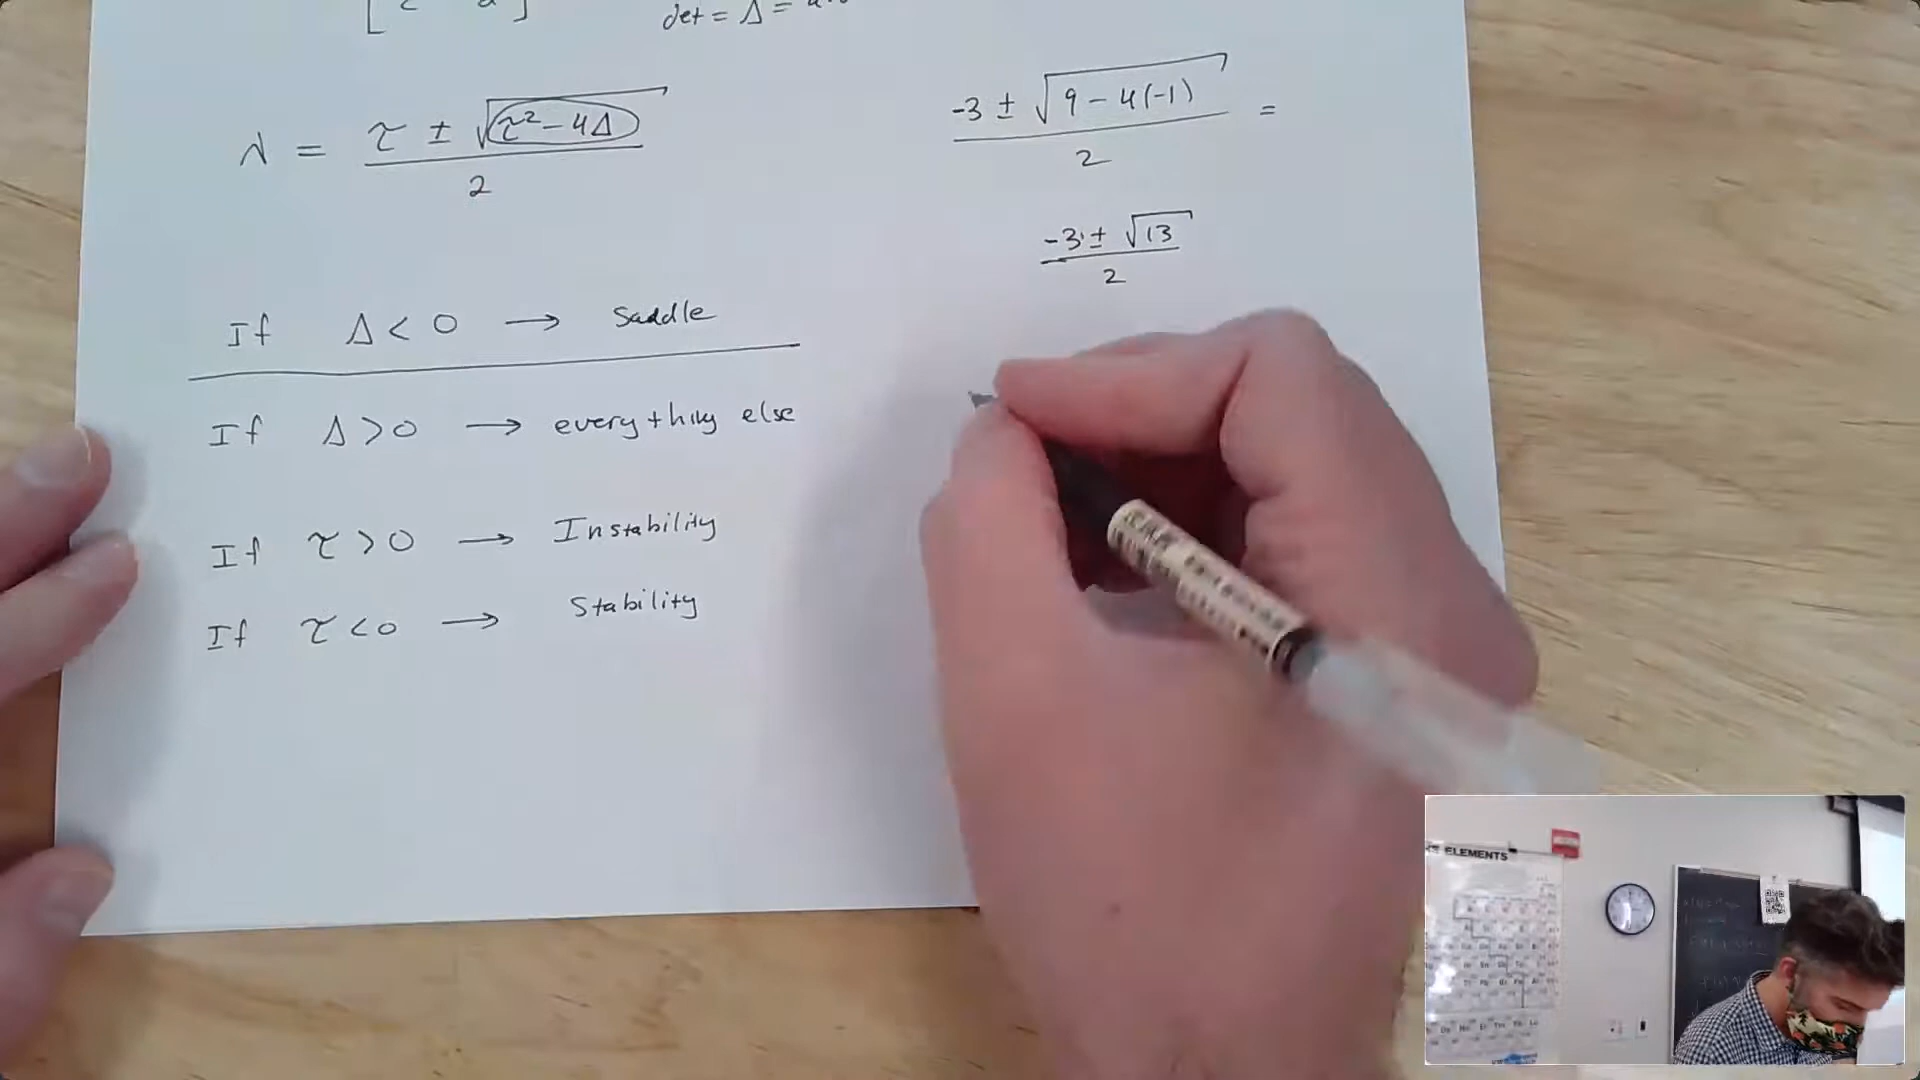 [ c d ]
det = Δ =
λ = (τ ± √(τ² - 4Δ)) / 2
(-3 ± √(9 - 4(-1))) / 2 =
(-3 ± √13) / 2
If Δ < 0 → Saddle
If Δ > 0 → everything else
If τ > 0 → Instability
If τ < 0 → Stability
ELEMENTS